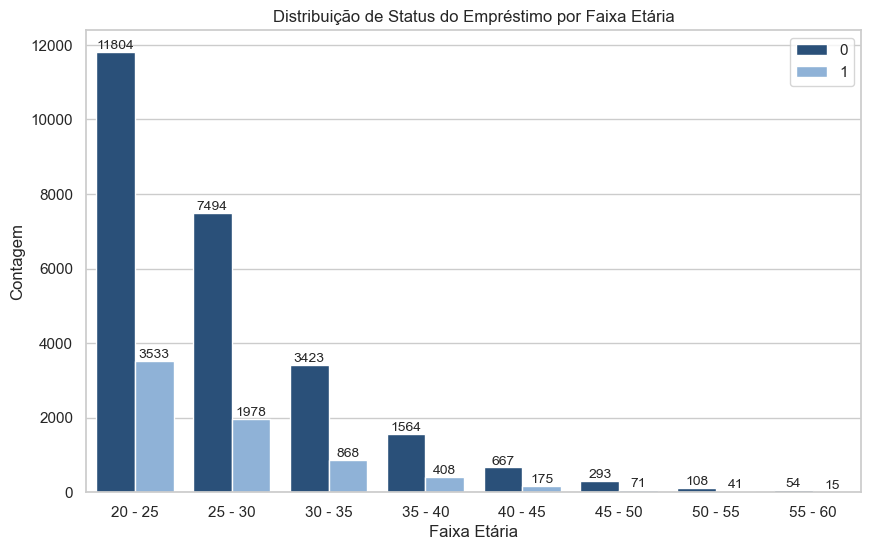 Distribuição de Status do Empréstimo por Faixa Etária
0
1
Contagem
12000
10000
8000
6000
4000
2000
0
11804
3533
7494
1978
3423
868
1564
408
667
175
293
71
108
41
54
15
20 - 25
25 - 30
30 - 35
35 - 40
40 - 45
45 - 50
50 - 55
55 - 60
Faixa Etária